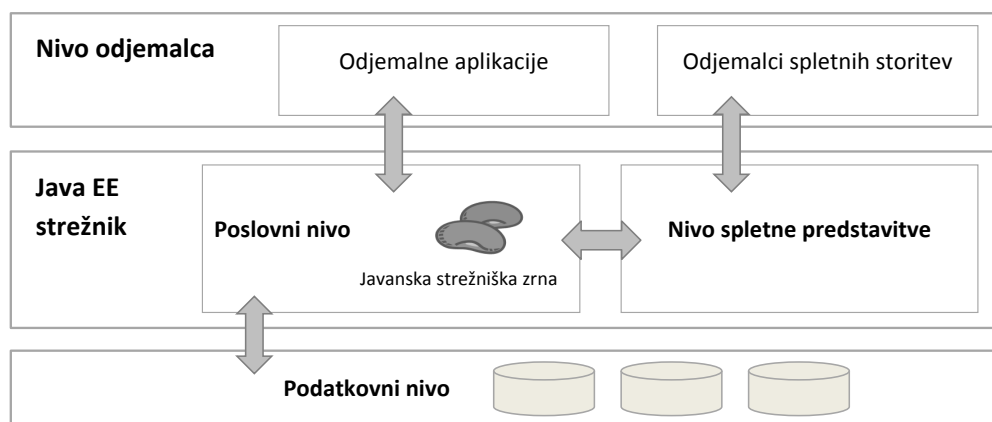 Nivo odjemalca
Odjemalne aplikacije
Odjemalci spletnih storitev
Java EE
strežnik
Poslovni nivo
Javanska strežniška zrna
Nivo spletne predstavitve
Podatkovni nivo